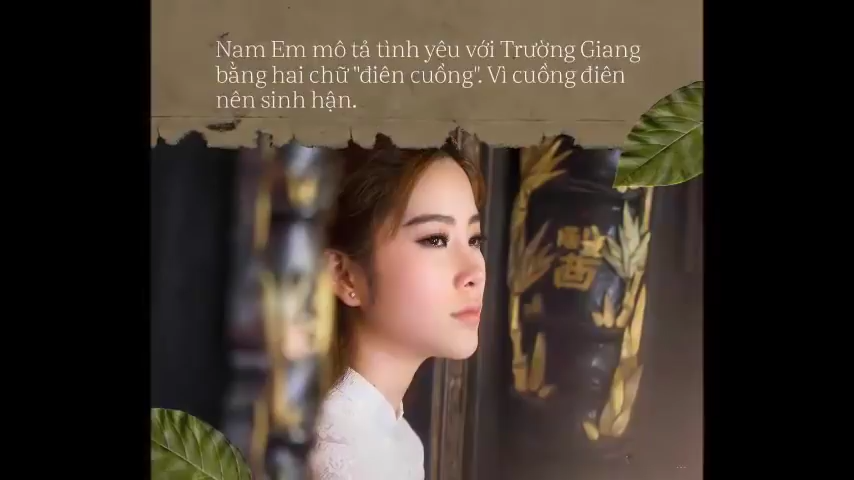 Nam Em mô tả tình yêu với Trường Giang
bằng hai chữ "điên cuồng". Vì cuồng điên
nên sinh hận.